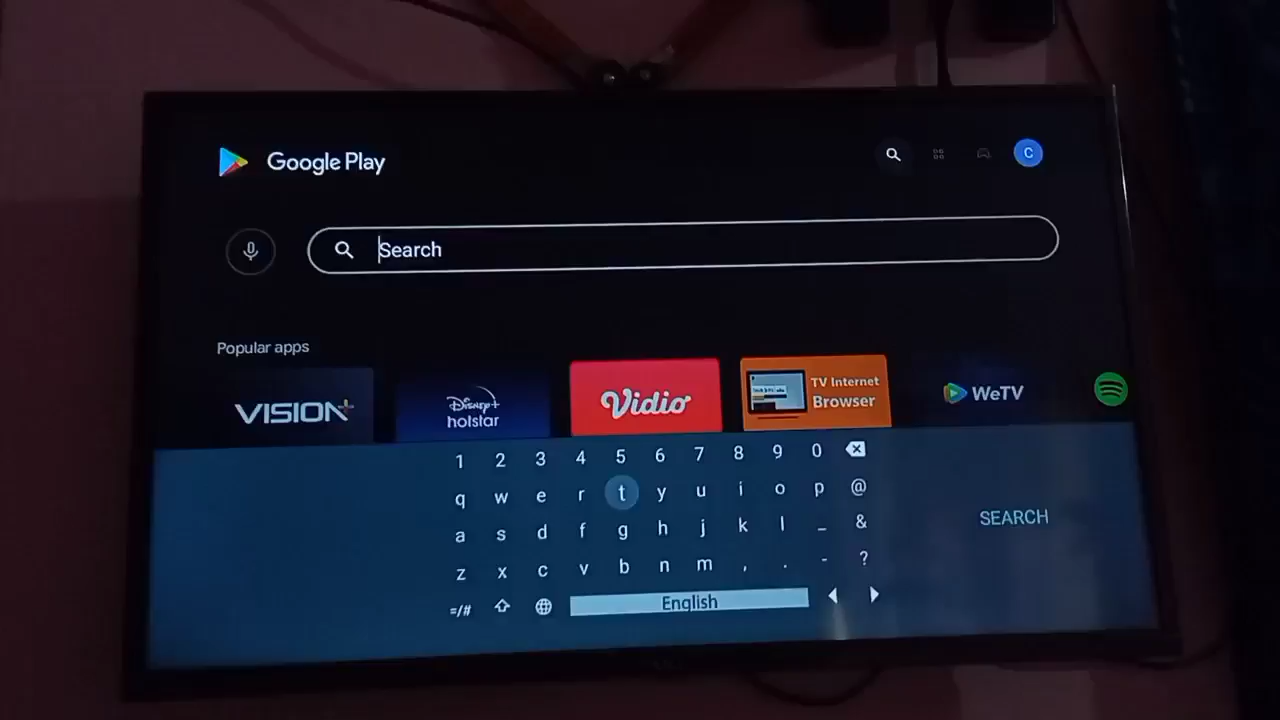 Google Play
C
Search
Popular apps
VISION+
Disney+
hotstar
Vidio
TV Internet
Browser
WeTV
1 2 3 4 5 6 7 8 9 0
q w e r t y u i o p @
a s d f g h j k l _ &
z x c v b n m , . - ?
=/# English
SEARCH